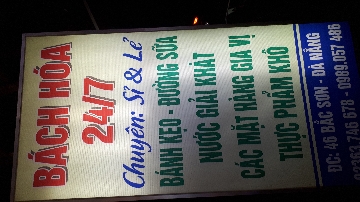 BÁCH HÓA
24/7
Chuyên: Sỉ & Lẻ
BÁNH KẸO - ĐƯỜNG SỮA
NƯỚC GIẢI KHÁT
CÁC MẶT HÀNG GIA VỊ
THỰC PHẨM KHÔ
ĐC: 46 BẮC SƠN - ĐÀ NẴNG
678 - 0989.057.486